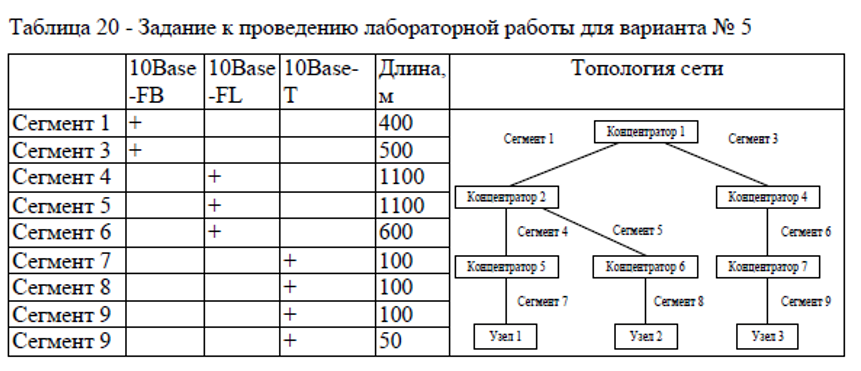 Таблица 20 - Задание к проведению лабораторной работы для варианта № 5
10Base 10Base 10Base- Длина, Топология сети
-FB -FL T м
Сегмент 1 + 400
Сегмент 3 + 500
Сегмент 4 + 1100
Сегмент 5 + 1100
Сегмент 6 + 600
Сегмент 7 + 100
Сегмент 8 + 100
Сегмент 9 + 100
Сегмент 9 + 50
Сегмент 1 Концентратор 1 Сегмент 3
Концентратор 2 Концентратор 4
Сегмент 4 Сегмент 5 Сегмент 6
Концентратор 5 Концентратор 6 Концентратор 7
Сегмент 7 Сегмент 8 Сегмент 9
Узел 1 Узел 2 Узел 3